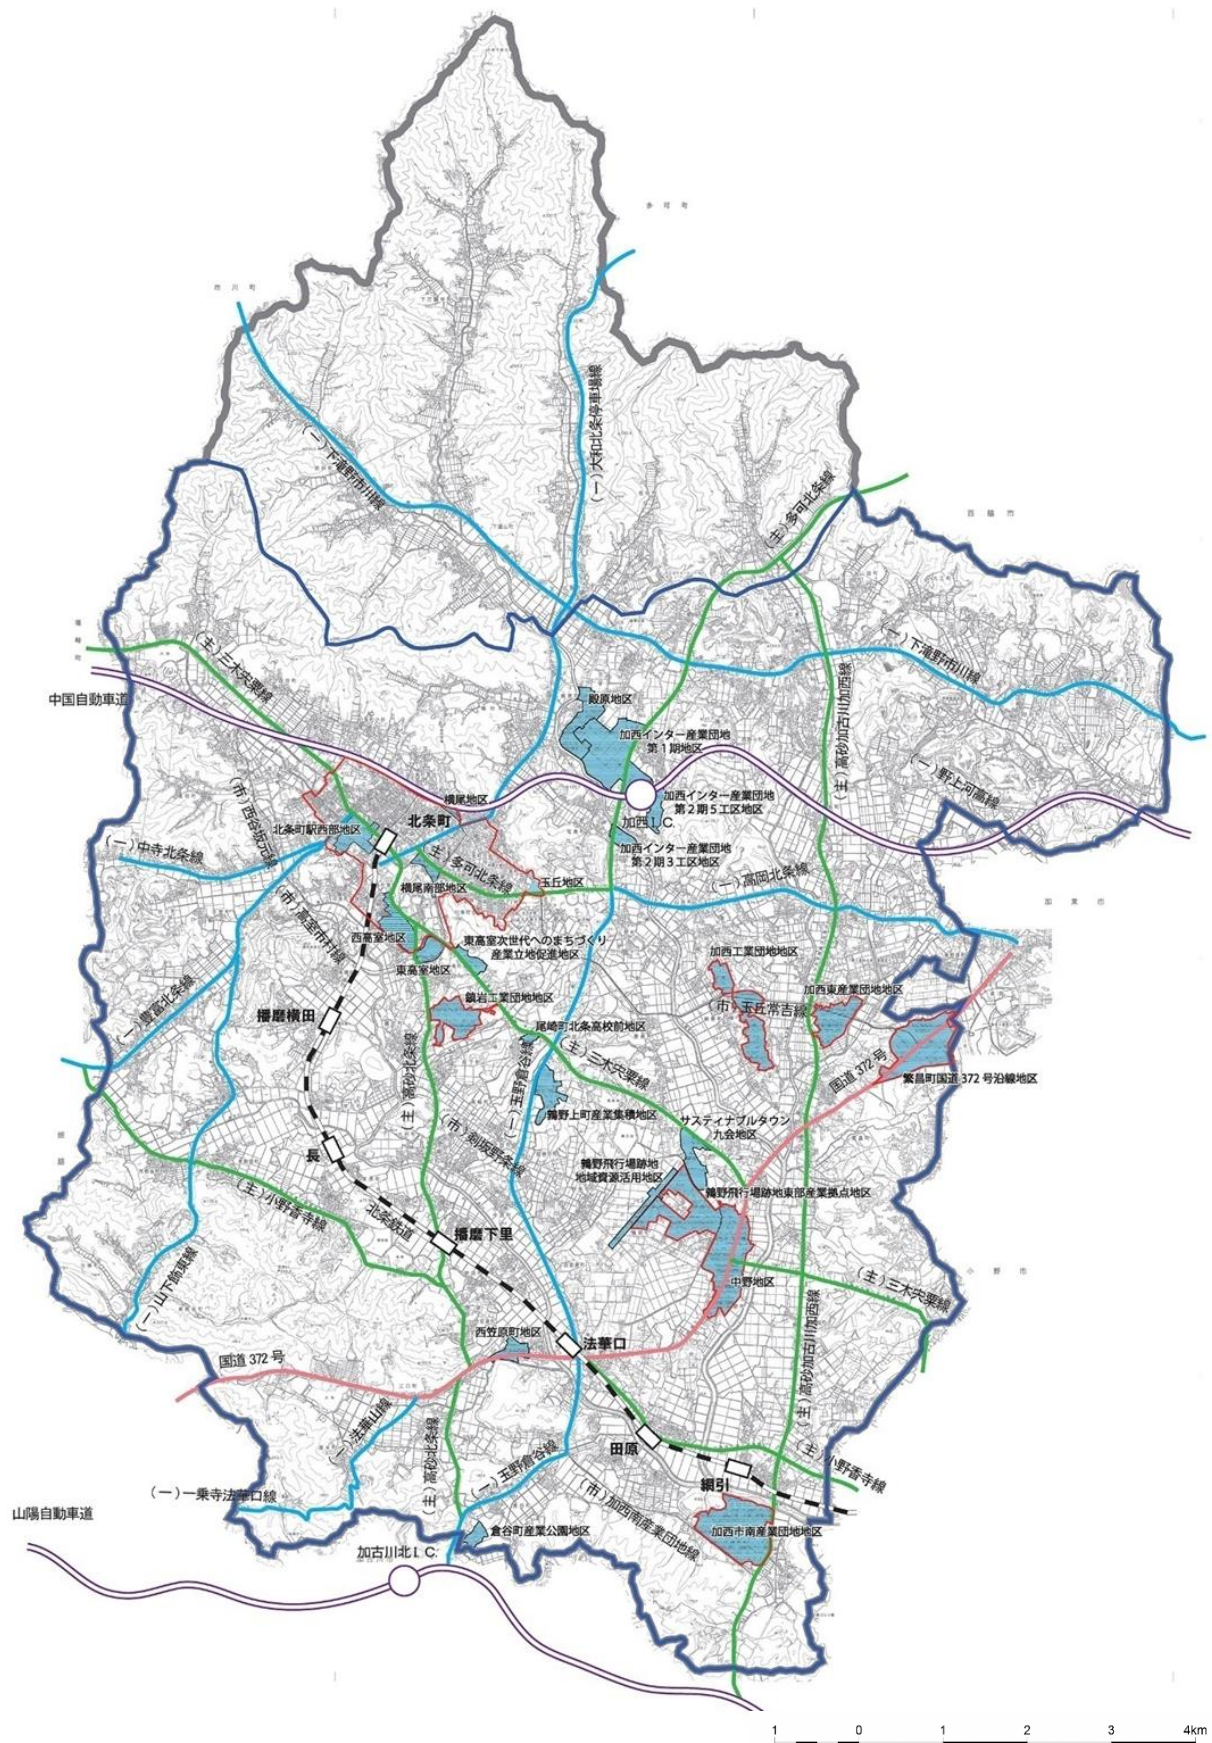 多 可 町
市 川 町
(一)大和北条停車場線
(一)下滝野市川線
(主)多可北条線
西 脇 市
福 崎 町
(主)三木宍粟線
中国自動車道
(一)下滝野市川線
(主)高砂加古川加西線
殿原地区
加西インター産業団地
第1期地区
(一)野上河高線
加西インター産業団地
第2期5工区地区
加西I.C.
横尾地区
北条町
北条町駅西部地区
(市)西谷坂元線
(一)中寺北条線
加西インター産業団地
第2期3工区地区
(主)多可北条線
横尾南部地区
玉丘地区
(一)高岡北条線
加 東 市
(市)高室市村線
西高室地区
東高室次世代へのまちづくり
産業立地促進地区
東高室地区
加西工業団地地区
加西東産業団地地区
(市)玉丘常吉線
(一)豊富北条線
鎮岩工業団地地区
播磨横田
尾崎町北条高校前地区
(主)高砂北条線
(一)玉野倉谷線
(主)三木宍粟線
国道372号
繁昌町国道372号沿線地区
鶉野上町産業集積地区
サスティナブルタウン
九会地区
(市)剣坂野条線
長
鶉野飛行場跡地
地域資源活用地区
鶉野飛行場跡地東部産業拠点地区
姫 路
(主)小野香寺線
北条鉄道
播磨下里
(一)山下飾東線
中野地区
(主)三木宍粟線
小 野 市
(主)高砂加古川加西線
西笠原町地区
法華口
国道372号
(一)法華山線
(主)高砂北条線
田原
(主)小野香寺線
(一)玉野倉谷線
網引
(一)一乗寺法華口線
(市)加西南産業団地線
山陽自動車道
倉谷町産業公園地区
加西市南産業団地地区
加古川北I.C.
1 0 1 2 3 4km